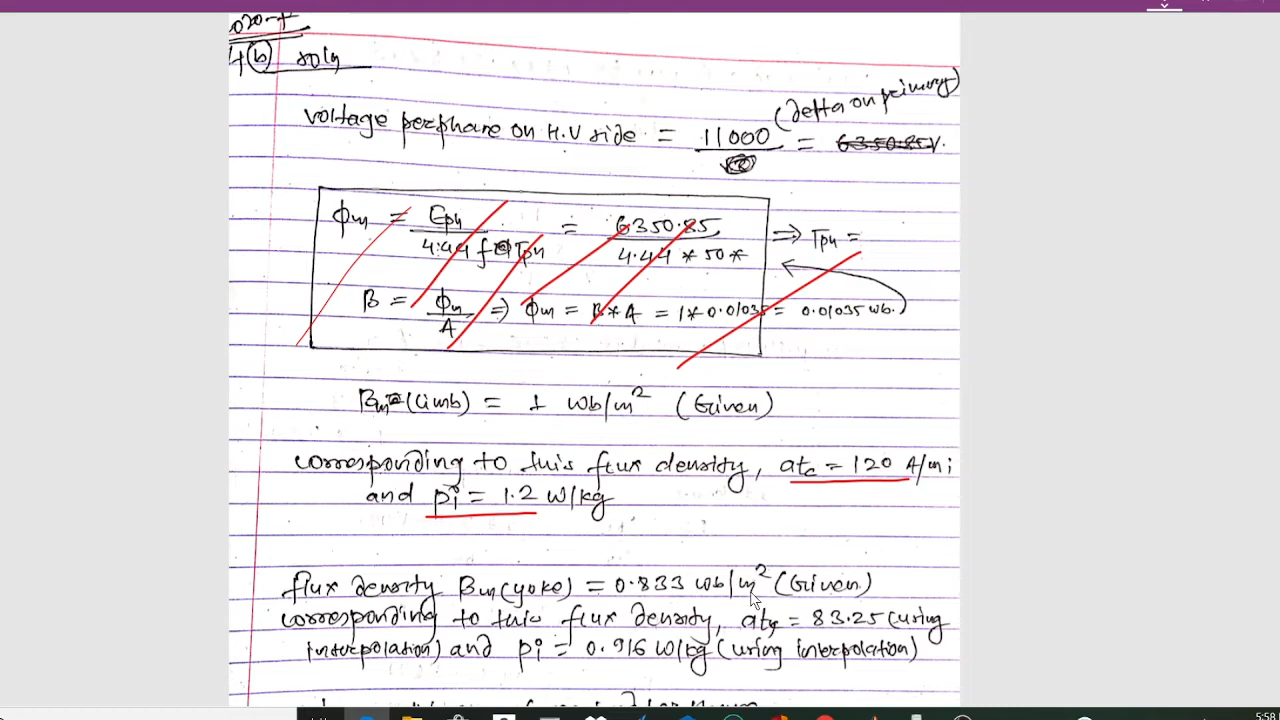 4(b) soln
(delta on primary)
voltage perphase on H.V side = 11000 = 6350.85V.
Φm = Eph / 4.44 f Tph = 6350.85 / 4.44 * 50 * ⇒ Tph =
B = Φm / A ⇒ Φm = B * A = 1 * 0.01035 = 0.01035 wb.
Bm (limb) = 1 wb/m² (Given)
corresponding to this flux density, atc = 120 A/m;
and pi = 1.2 W/kg
flux density Bm(yoke) = 0.833 wb/m² (Given)
corresponding to this flux density, aty = 83.25 (using
interpolation) and pi = 0.916 W/kg (using interpolation)